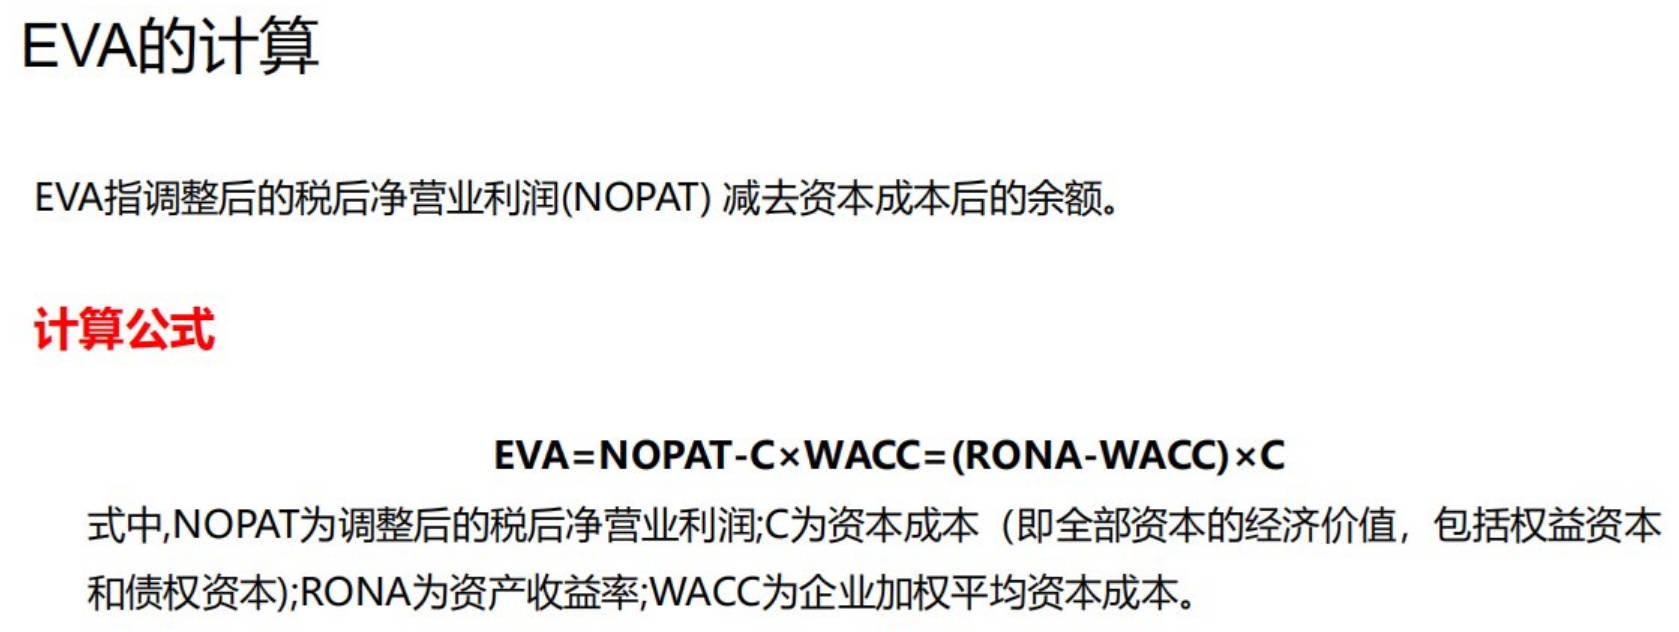 EVA的计算
EVA指调整后的税后净营业利润(NOPAT) 减去资本成本后的余额。
计算公式
EVA=NOPAT-C×WACC=(RONA-WACC)×C
式中,NOPAT为调整后的税后净营业利润;C为资本成本（即全部资本的经济价值，包括权益资本
和债权资本);RONA为资产收益率;WACC为企业加权平均资本成本。